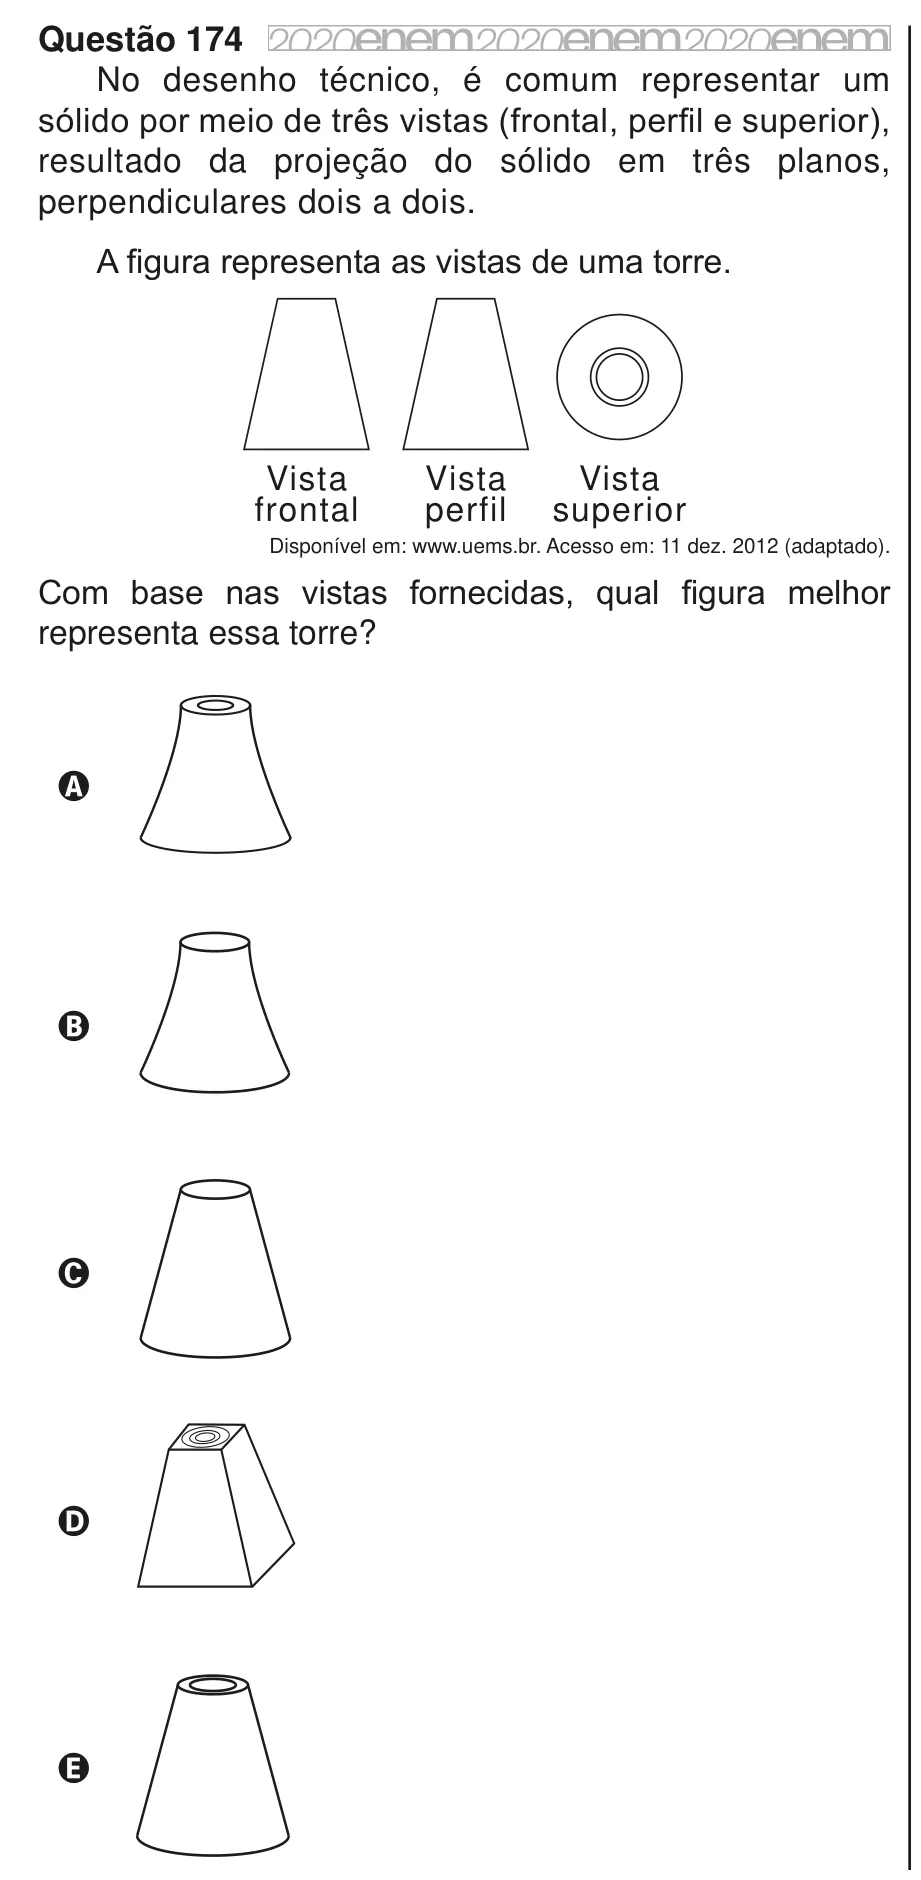 Questão 174 2020enem2020enem2020enem
No desenho técnico, é comum representar um
sólido por meio de três vistas (frontal, perfil e superior),
resultado da projeção do sólido em três planos,
perpendiculares dois a dois.
A figura representa as vistas de uma torre.
Vista frontal
Vista perfil
Vista superior
Disponível em: www.uems.br. Acesso em: 11 dez. 2012 (adaptado).
Com base nas vistas fornecidas, qual figura melhor
representa essa torre?
A
B
C
D
E